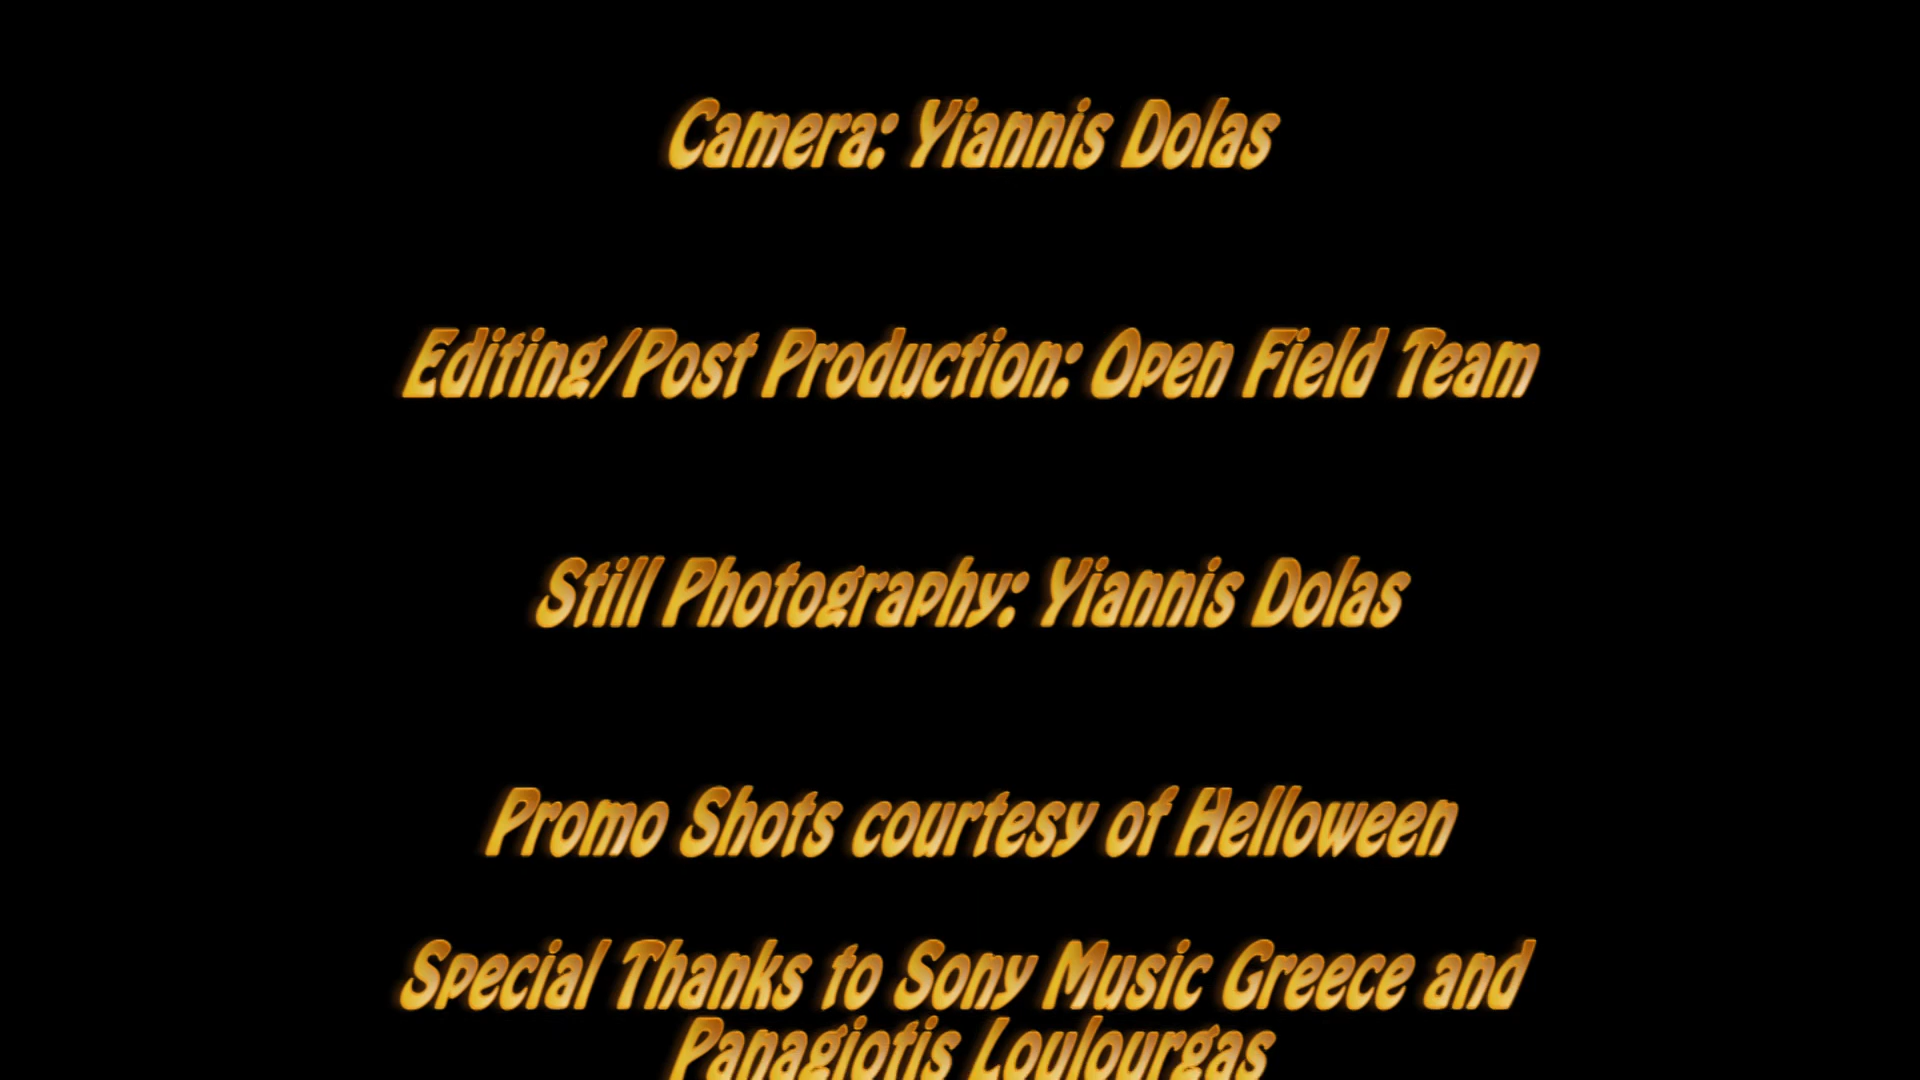 Camera: Yiannis Dolas
Editing/Post Production: Open Field Team
Still Photography: Yiannis Dolas
Promo Shots courtesy of Helloween
Special Thanks to Sony Music Greece and
Panagiotis Loulourgas